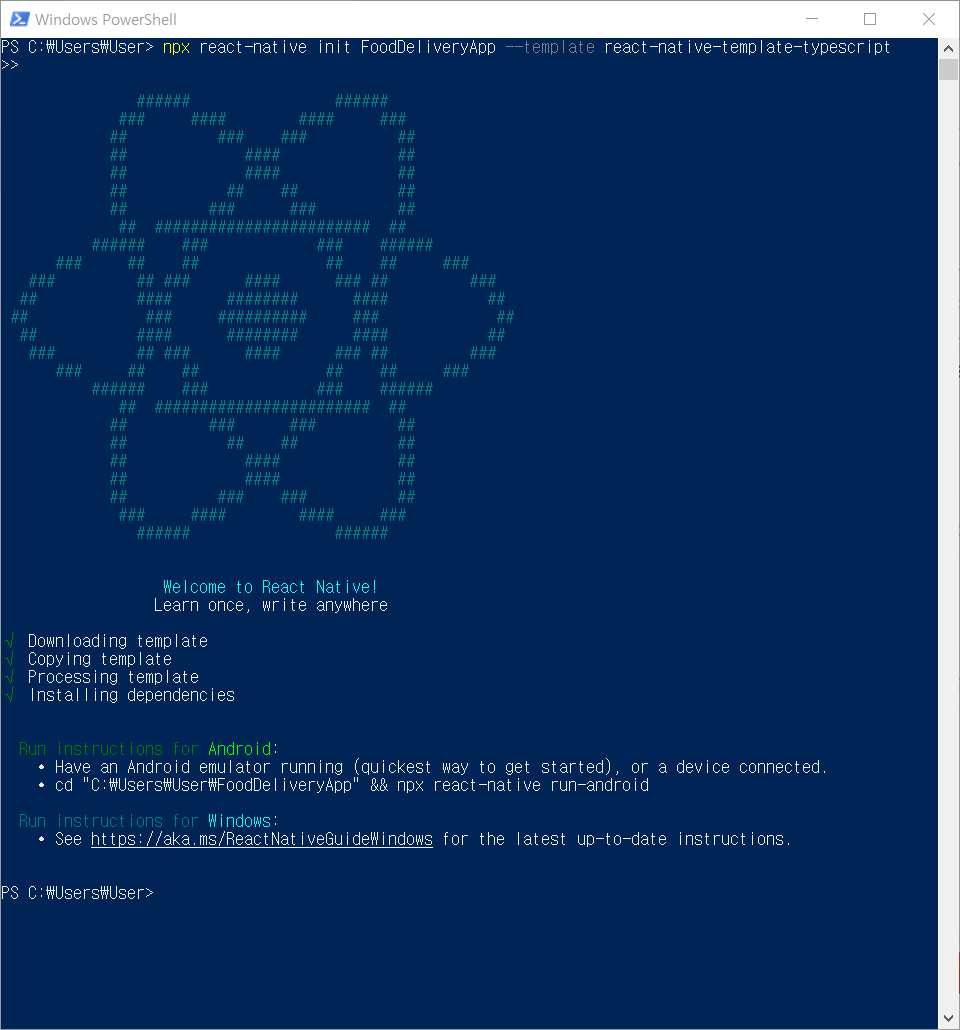 Windows PowerShell
PS C:₩Users₩User> npx react-native init FoodDeliveryApp --template react-native-template-typescript
>>
               ######                ######
             ###     ####        ####     ###
            ##          ###    ###          ##
            ##             ####             ##
            ##             ####             ##
            ##           ##    ##           ##
            ##         ###      ###         ##
             ##  ########################  ##
          ######    ###            ###    ######
      ###     ##    ##              ##    ##     ###
   ###         ## ###      ####      ### ##         ###
  ##           ####      ########      ####           ##
 ##             ###     ##########     ###             ##
  ##           ####      ########      ####           ##
   ###         ## ###      ####      ### ##         ###
      ###     ##    ##              ##    ##     ###
          ######    ###            ###    ######
             ##  ########################  ##
            ##         ###      ###         ##
            ##           ##    ##           ##
            ##             ####             ##
            ##             ####             ##
            ##          ###    ###          ##
             ###     ####        ####     ###
               ######                ######
Welcome to React Native!
Learn once, write anywhere
√ Downloading template
√ Copying template
√ Processing template
√ Installing dependencies
Run instructions for Android:
• Have an Android emulator running (quickest way to get started), or a device connected.
• cd "C:₩Users₩User₩FoodDeliveryApp" && npx react-native run-android
Run instructions for Windows:
• See https://aka.ms/ReactNativeGuideWindows for the latest up-to-date instructions.
PS C:₩Users₩User>